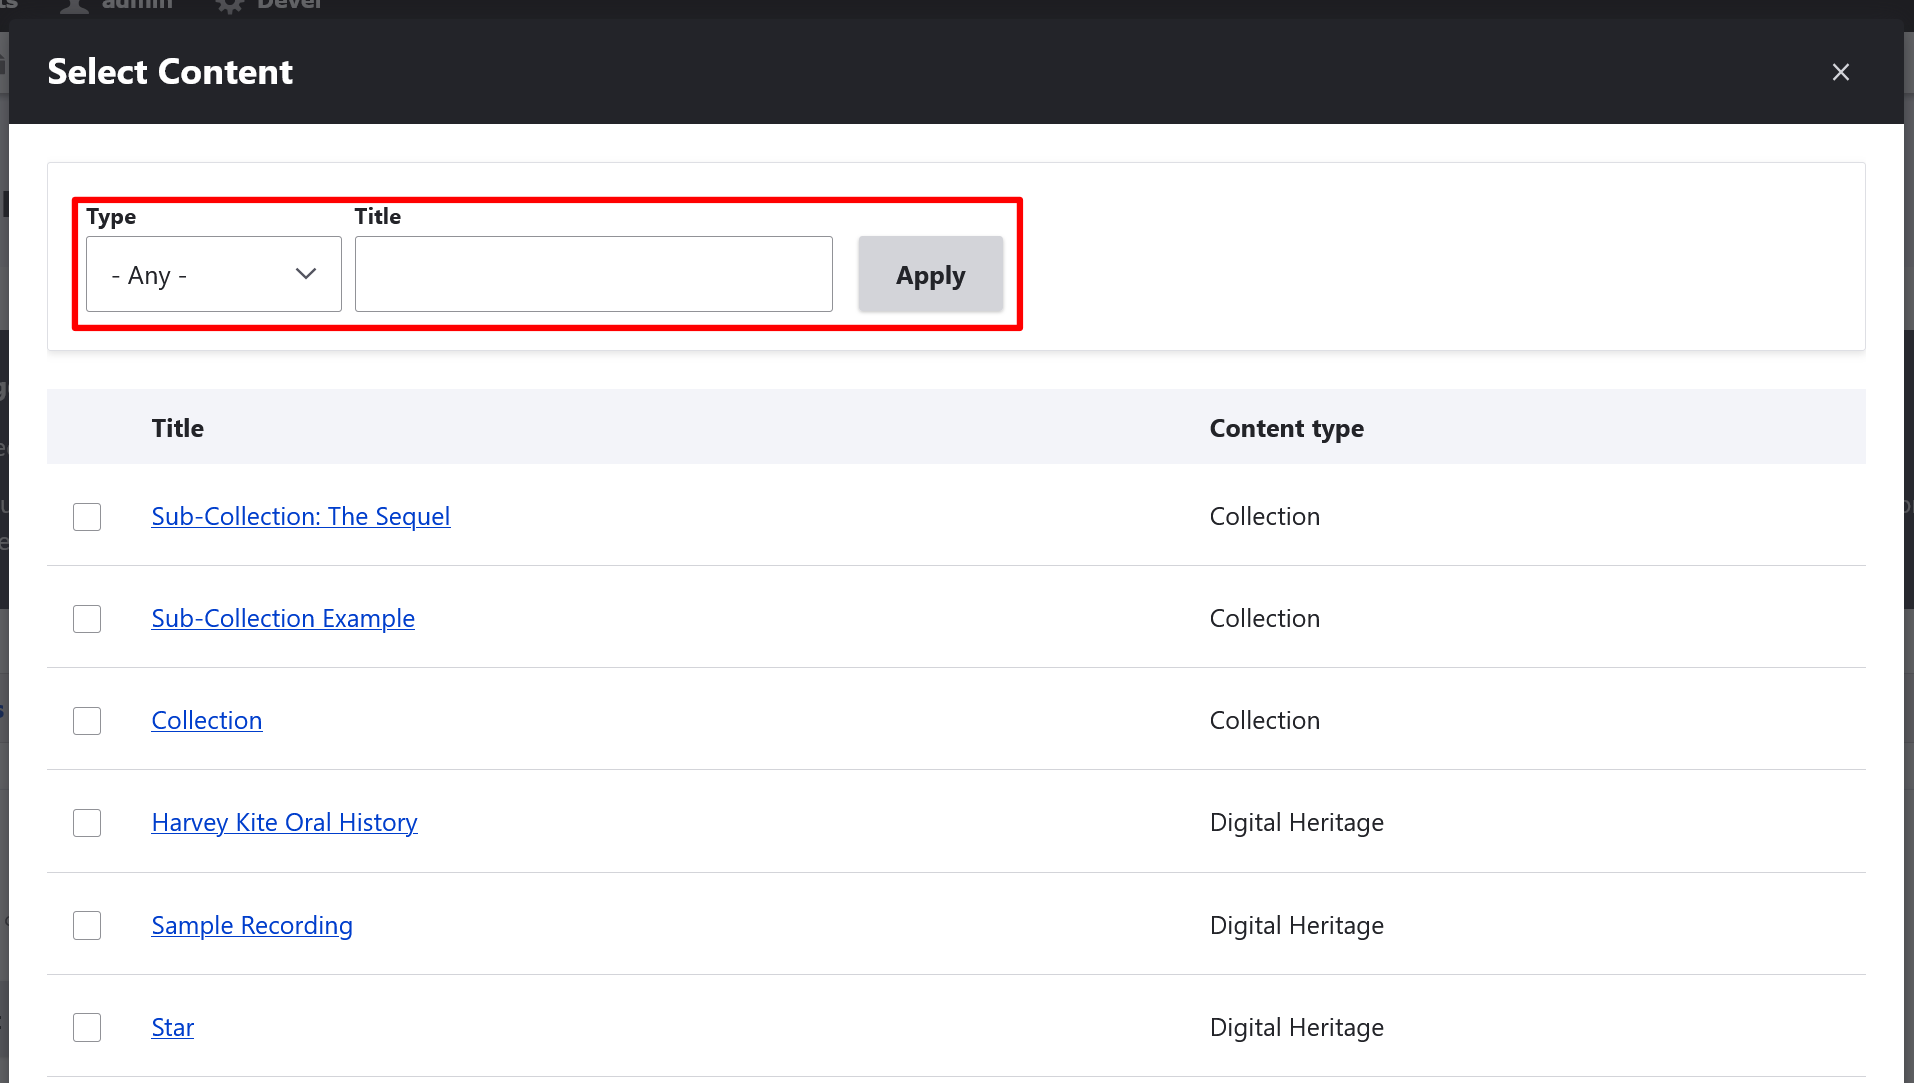 admin Devel
Select Content
Type Title
- Any - Apply
Title Content type
Sub-Collection: The Sequel Collection
Sub-Collection Example Collection
Collection Collection
Harvey Kite Oral History Digital Heritage
Sample Recording Digital Heritage
Star Digital Heritage